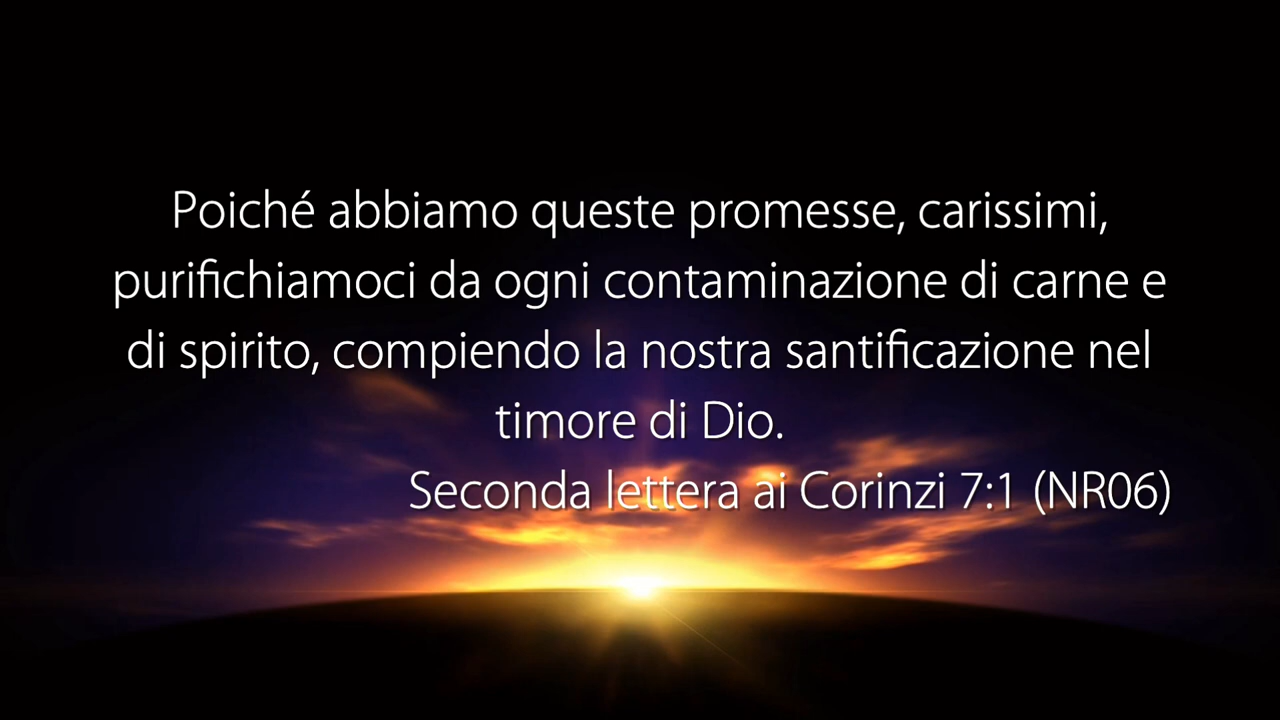 Poiché abbiamo queste promesse, carissimi,
purifichiamoci da ogni contaminazione di carne e
di spirito, compiendo la nostra santificazione nel
timore di Dio.
Seconda lettera ai Corinzi 7:1 (NR06)